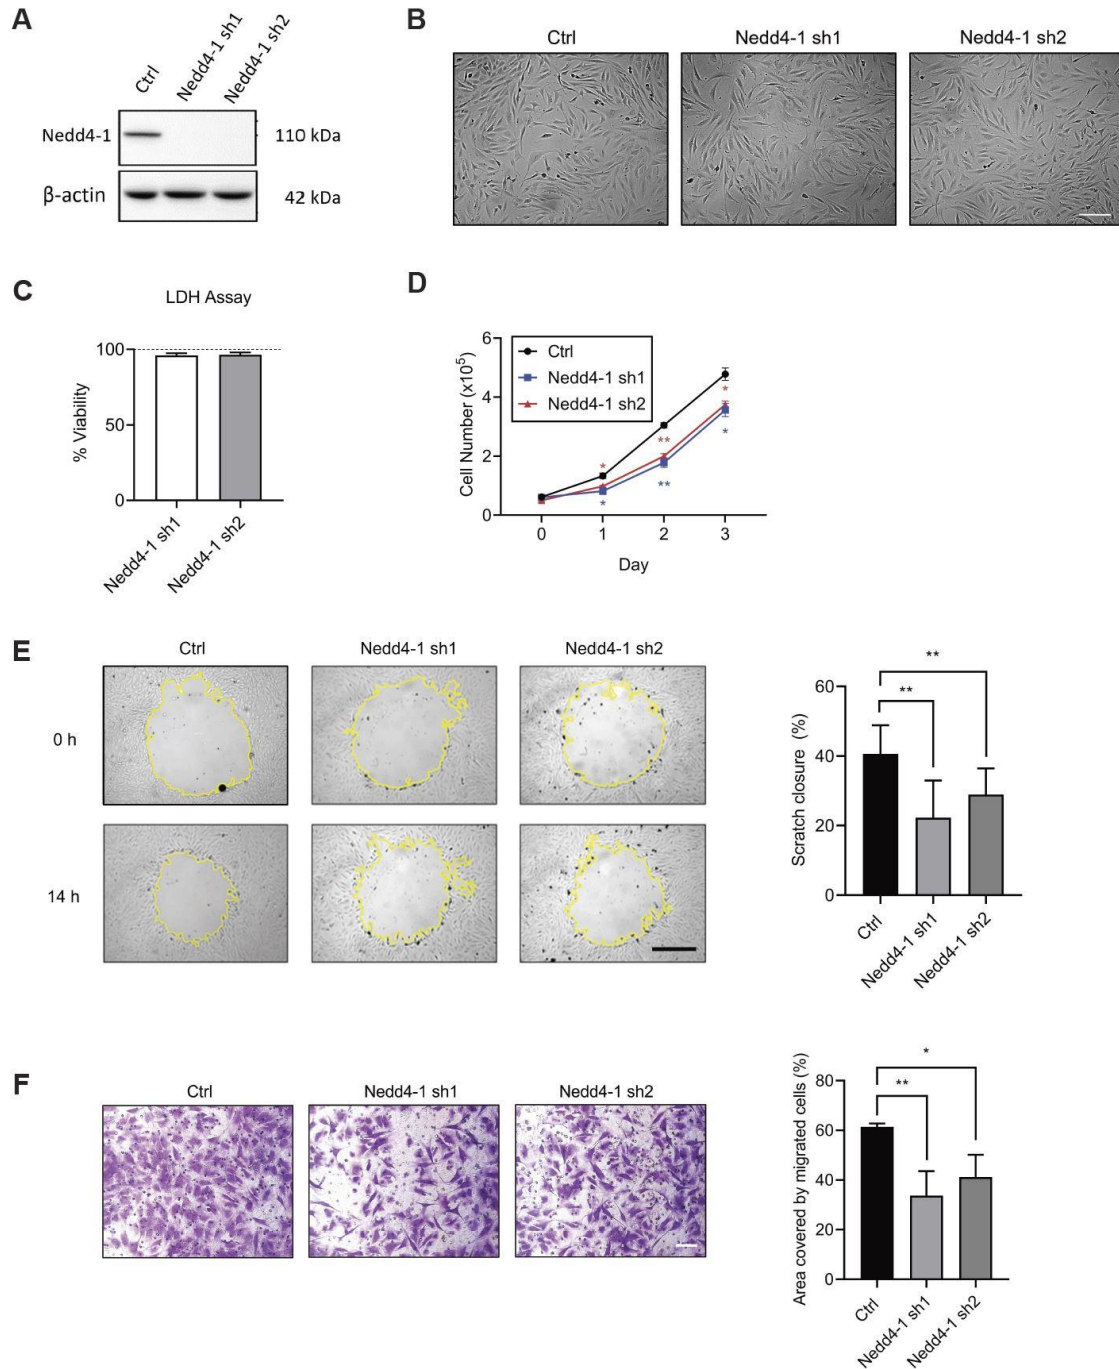 A
Ctrl
Nedd4-1 sh1
Nedd4-1 sh2
Nedd4-1
110 kDa
β-actin
42 kDa
B
Ctrl
Nedd4-1 sh1
Nedd4-1 sh2
C
LDH Assay
% Viability
100
50
0
Nedd4-1 sh1
Nedd4-1 sh2
D
Cell Number (x10⁵)
6
4
2
0
Ctrl
Nedd4-1 sh1
Nedd4-1 sh2
*
*
**
**
*
*
0 1 2 3
Day
E
Ctrl
Nedd4-1 sh1
Nedd4-1 sh2
0 h
14 h
Scratch closure (%)
60
40
20
0
**
**
Ctrl
Nedd4-1 sh1
Nedd4-1 sh2
F
Ctrl
Nedd4-1 sh1
Nedd4-1 sh2
Area covered by migrated cells (%)
80
60
40
20
0
*
**
Ctrl
Nedd4-1 sh1
Nedd4-1 sh2